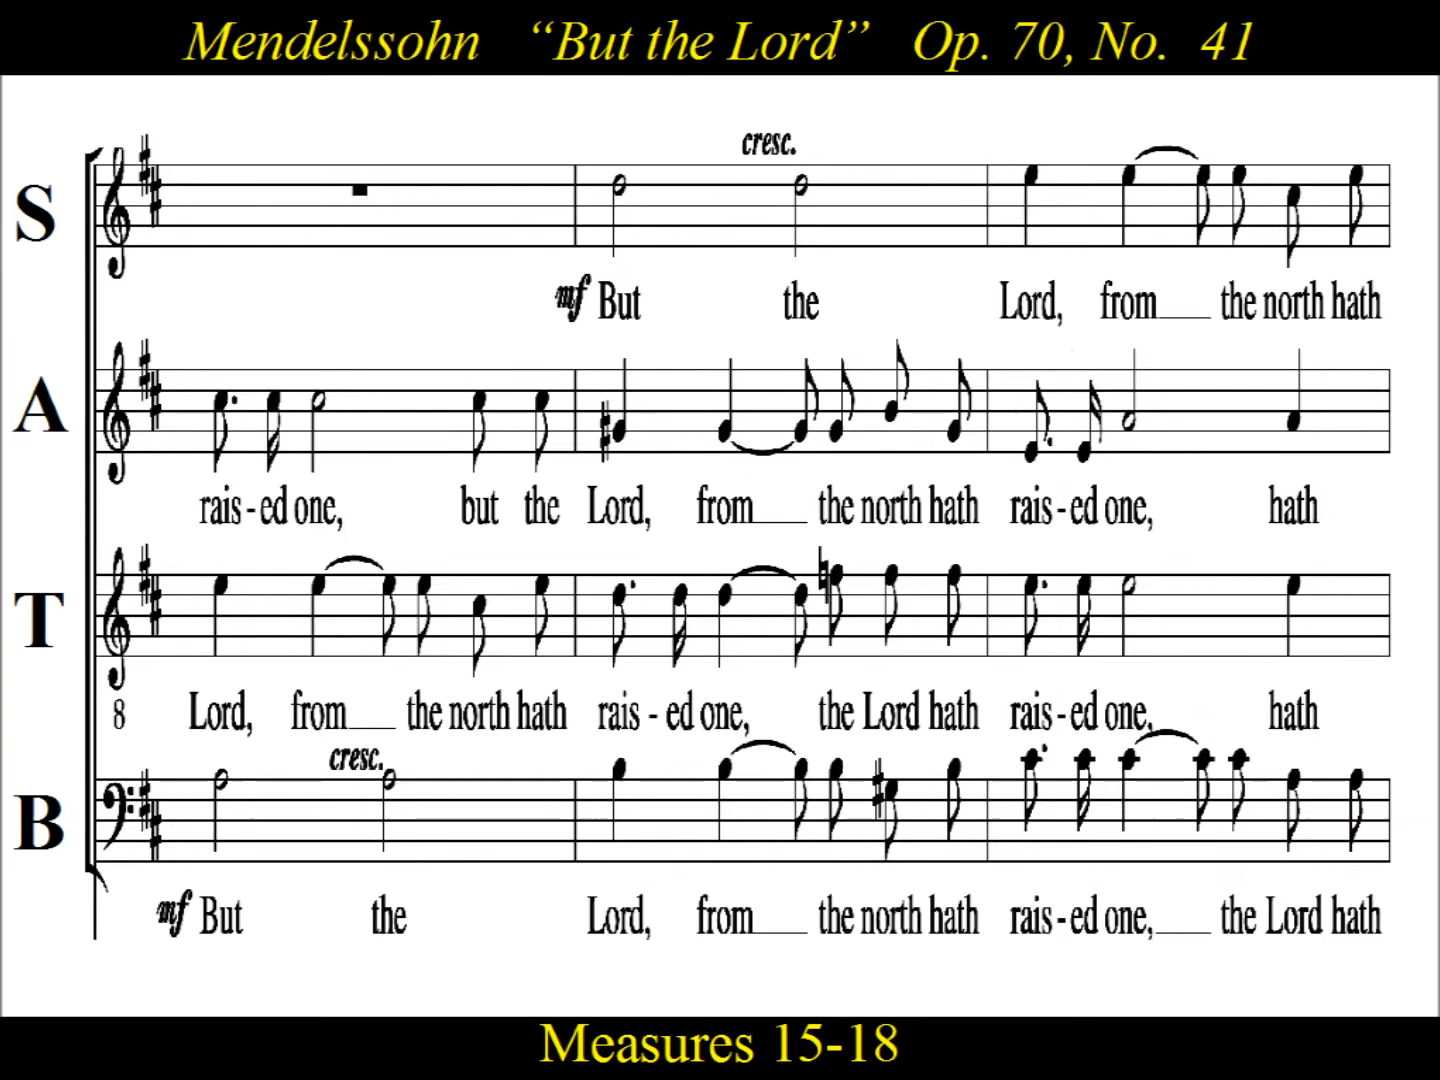 Mendelssohn “But the Lord” Op. 70, No. 41
cresc.
S
mf But the Lord, from the north hath
A
rais - ed one, but the Lord, from the north hath rais - ed one, hath
T
8 Lord, from the north hath rais - ed one, the Lord hath rais - ed one, hath
cresc.
B
mf But the Lord, from the north hath rais - ed one, the Lord hath
Measures 15-18